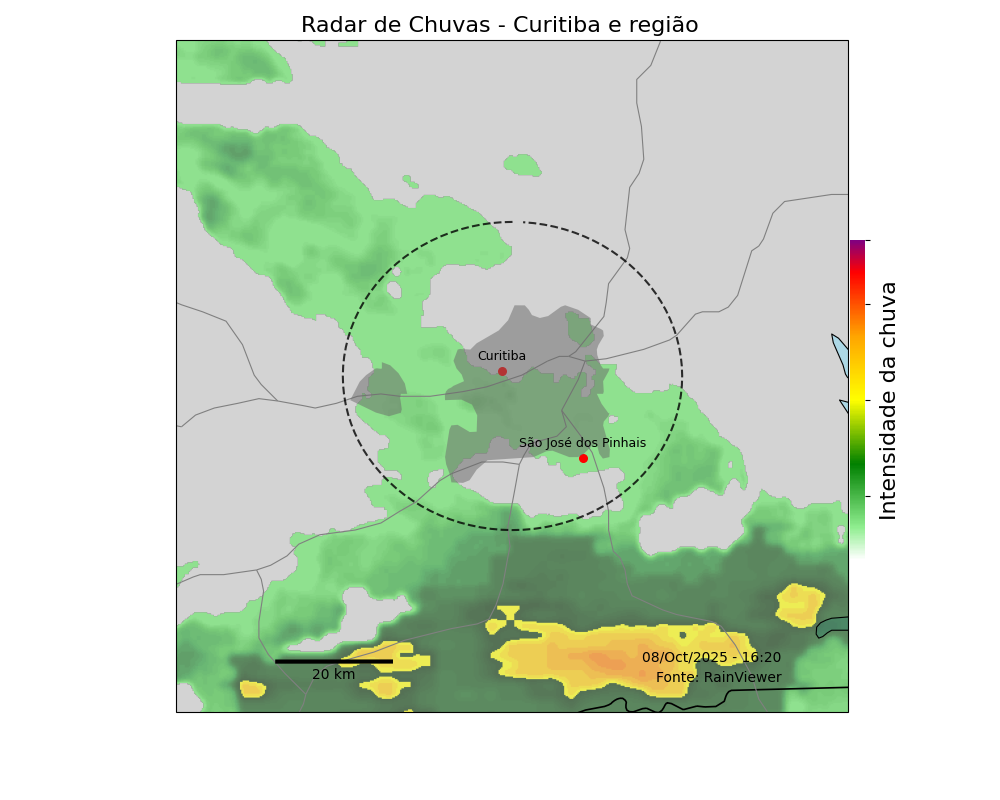 Radar de Chuvas - Curitiba e região
Curitiba
São José dos Pinhais
Intensidade da chuva
08/Oct/2025 - 16:20
20 km
Fonte: RainViewer